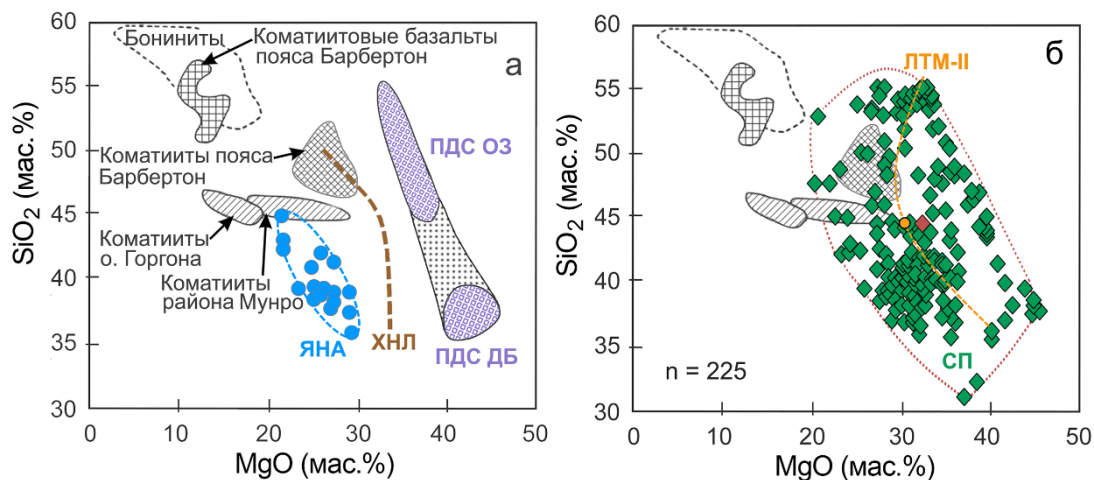 а
SiO₂ (мас.%)
60
55
50
45
40
35
30
Бониниты
Коматиитовые базальты
пояса Барбертон
Коматииты пояса
Барбертон
Коматииты
о. Горгона
Коматииты
района Мунро
ЯНА
ХНЛ
ПДС ОЗ
ПДС ДБ
0
10
20
30
40
50
MgO (мас.%)
б
SiO₂ (мас.%)
60
55
50
45
40
35
30
ЛТМ-II
СП
n = 225
0
10
20
30
40
50
MgO (мас.%)